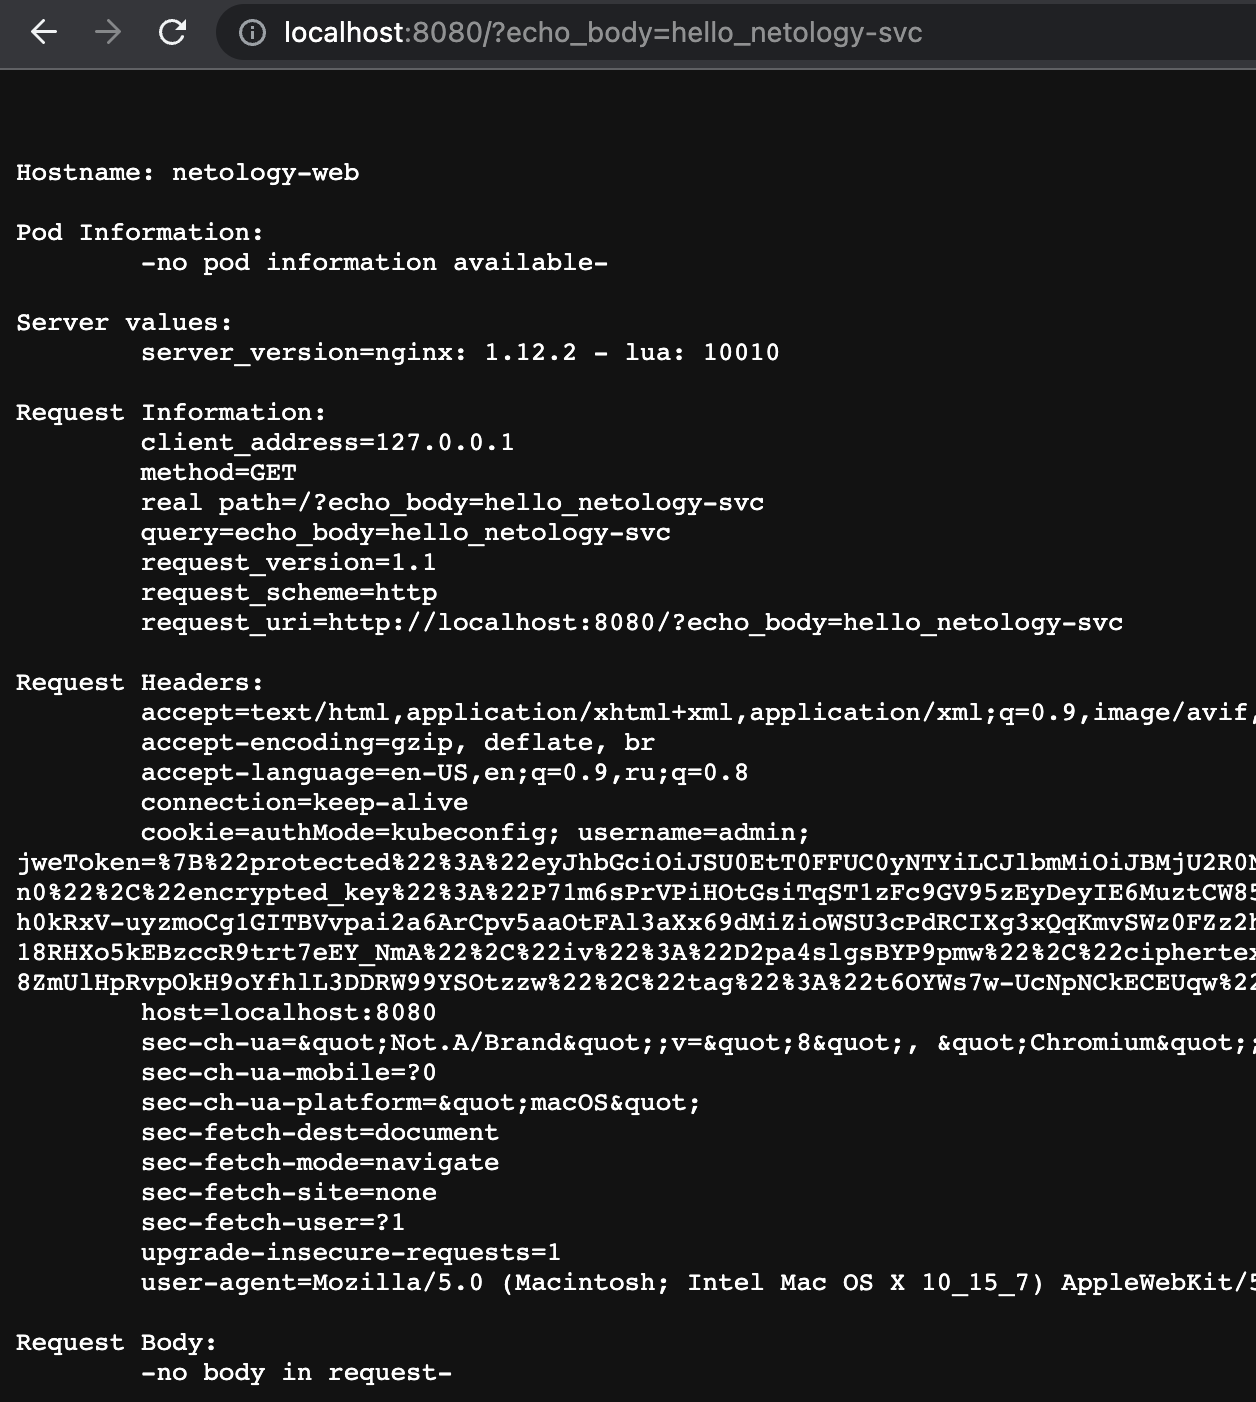 localhost:8080/?echo_body=hello_netology-svc
Hostname: netology-web
Pod Information:
-no pod information available-
Server values:
server_version=nginx: 1.12.2 - lua: 10010
Request Information:
client_address=127.0.0.1
method=GET
real path=/?echo_body=hello_netology-svc
query=echo_body=hello_netology-svc
request_version=1.1
request_scheme=http
request_uri=http://localhost:8080/?echo_body=hello_netology-svc
Request Headers:
accept=text/html,application/xhtml+xml,application/xml;q=0.9,image/avif,
accept-encoding=gzip, deflate, br
accept-language=en-US,en;q=0.9,ru;q=0.8
connection=keep-alive
cookie=authMode=kubeconfig; username=admin;
jweToken=%7B%22protected%22%3A%22eyJhbGciOiJSU0EtT0FFUC0yNTYiLCJlbmMiOiJBMjU2R0N
n0%22%2C%22encrypted_key%22%3A%22P71m6sPrVPiHOtGsiTqST1zFc9GV95zEyDeyIE6MuztCW85
h0kRxV-uyzmoCg1GITBVvpai2a6ArCpv5aaOtFAl3aXx69dMiZioWSU3cPdRCIXg3xQqKmvSWz0FZz2h
18RHXo5kEBzccR9trt7eEY_NmA%22%2C%22iv%22%3A%22D2pa4slgsBYP9pmw%22%2C%22ciphertex
8ZmUlHpRvpOkH9oYfhlL3DDRW99YSOtzzw%22%2C%22tag%22%3A%22t6OYWs7w-UcNpNCkECEUqw%22
host=localhost:8080
sec-ch-ua=&quot;Not.A/Brand&quot;;v=&quot;8&quot;, &quot;Chromium&quot;;
sec-ch-ua-mobile=?0
sec-ch-ua-platform=&quot;macOS&quot;
sec-fetch-dest=document
sec-fetch-mode=navigate
sec-fetch-site=none
sec-fetch-user=?1
upgrade-insecure-requests=1
user-agent=Mozilla/5.0 (Macintosh; Intel Mac OS X 10_15_7) AppleWebKit/5
Request Body:
-no body in request-